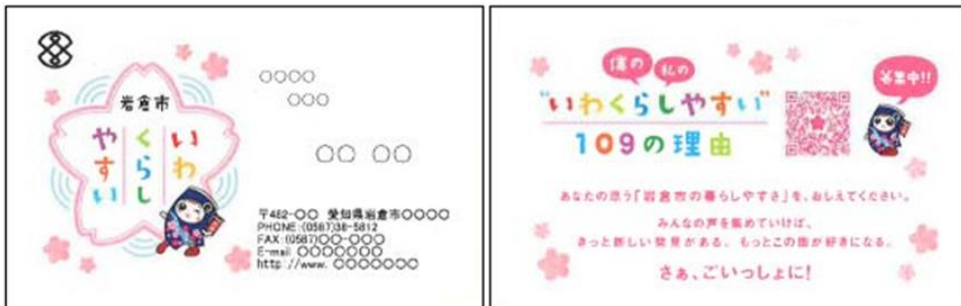 岩倉市
いわ
くらし
やすい
○○○○
○○○
○○ ○○
〒482-○○ 愛知県岩倉市○○○○
PHONE:(0587)38-5812
FAX:(0587)○○-○○○
E-mail ○○○○○○○
http://www. ○○○○○○○
僕の
私の
"いわくらしやすい"
109の理由
募集中!!
あなたの思う「岩倉市の暮らしやすさ」を、おしえてください。
みんなの声を集めていけば、
きっと新しい発見がある。もっとこの街が好きになる。
さぁ、ごいっしょに!